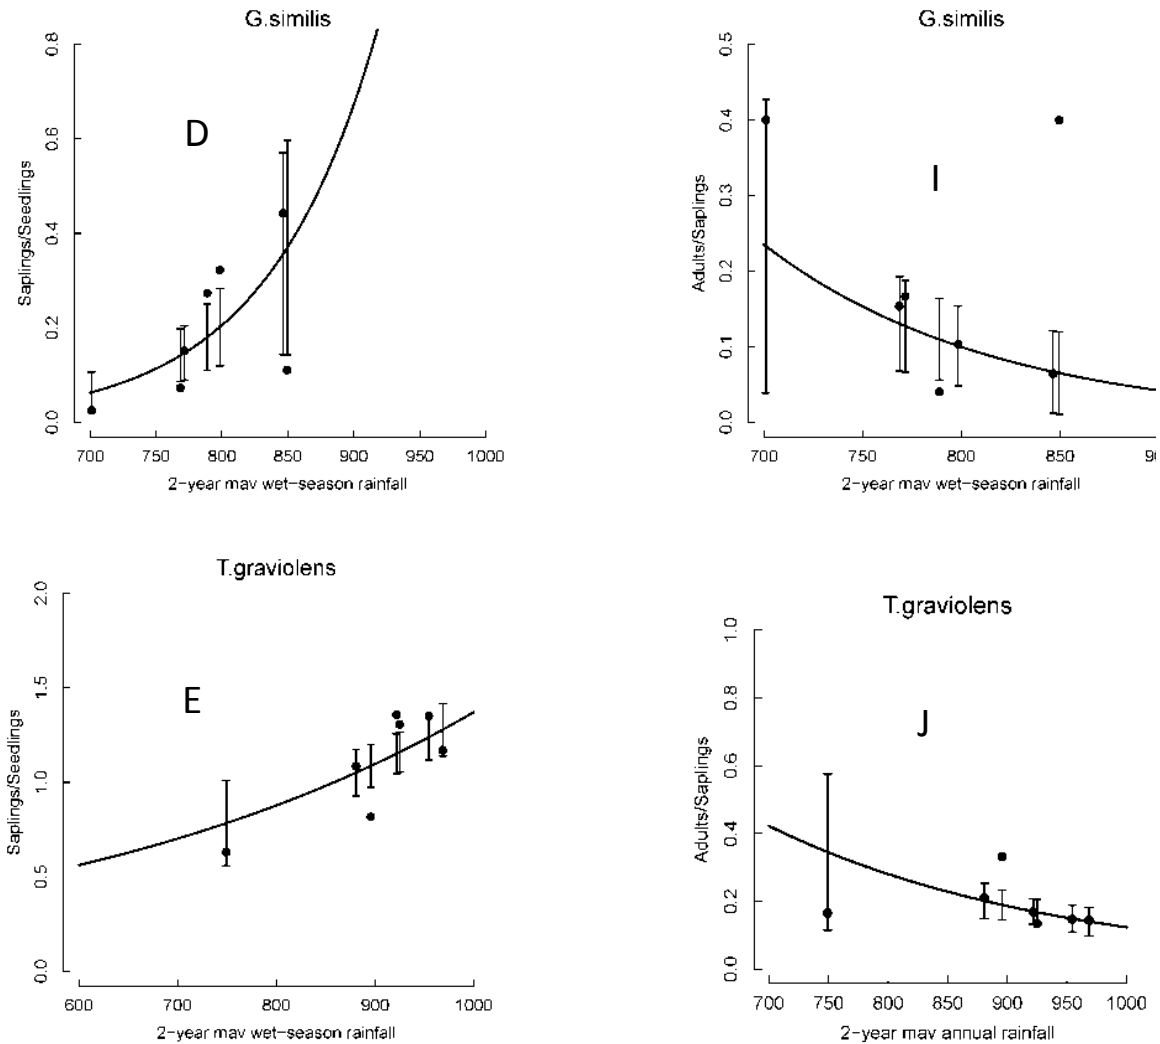 G.similis
0.8
0.6
0.4
0.2
0.0
Saplings/Seedlings
D
700 750 800 850 900 950 1000
2-year mav wet-season rainfall
G.similis
0.5
0.4
0.3
0.2
0.1
0.0
Adults/Saplings
I
700 750 800 850
2-year mav wet-season rainfall
T.graviolens
2.0
1.5
1.0
0.5
0.0
Saplings/Seedlings
E
600 700 800 900 1000
2-year mav wet-season rainfall
T.graviolens
1.0
0.8
0.6
0.4
0.2
0.0
Adults/Saplings
J
700 750 800 850 900 950 1000
2-year mav annual rainfall